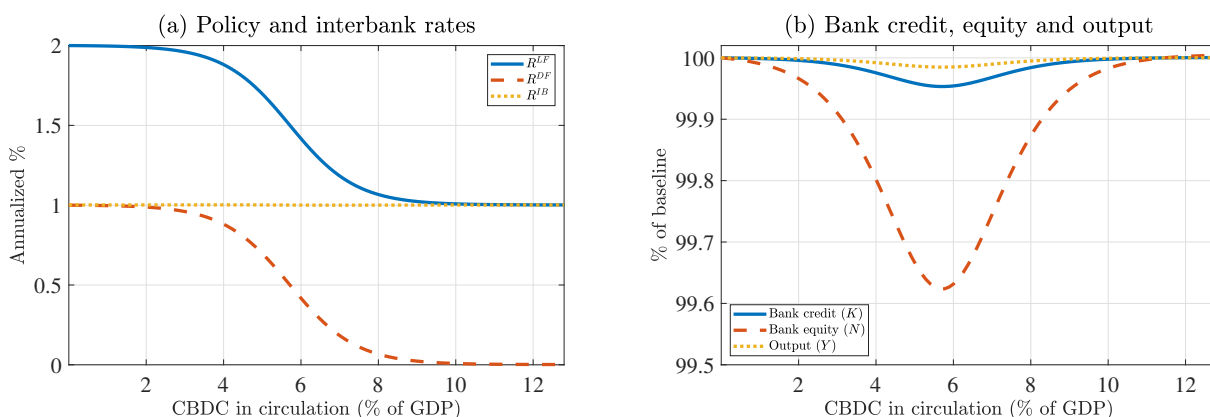 (a) Policy and interbank rates
2
1.5
1
0.5
0
Annualized %
R^{LF}
R^{DF}
R^{IB}
2
4
6
8
10
12
CBDC in circulation (% of GDP)
(b) Bank credit, equity and output
100
99.9
99.8
99.7
99.6
99.5
% of baseline
Bank credit (K)
Bank equity (N)
Output (Y)
2
4
6
8
10
12
CBDC in circulation (% of GDP)